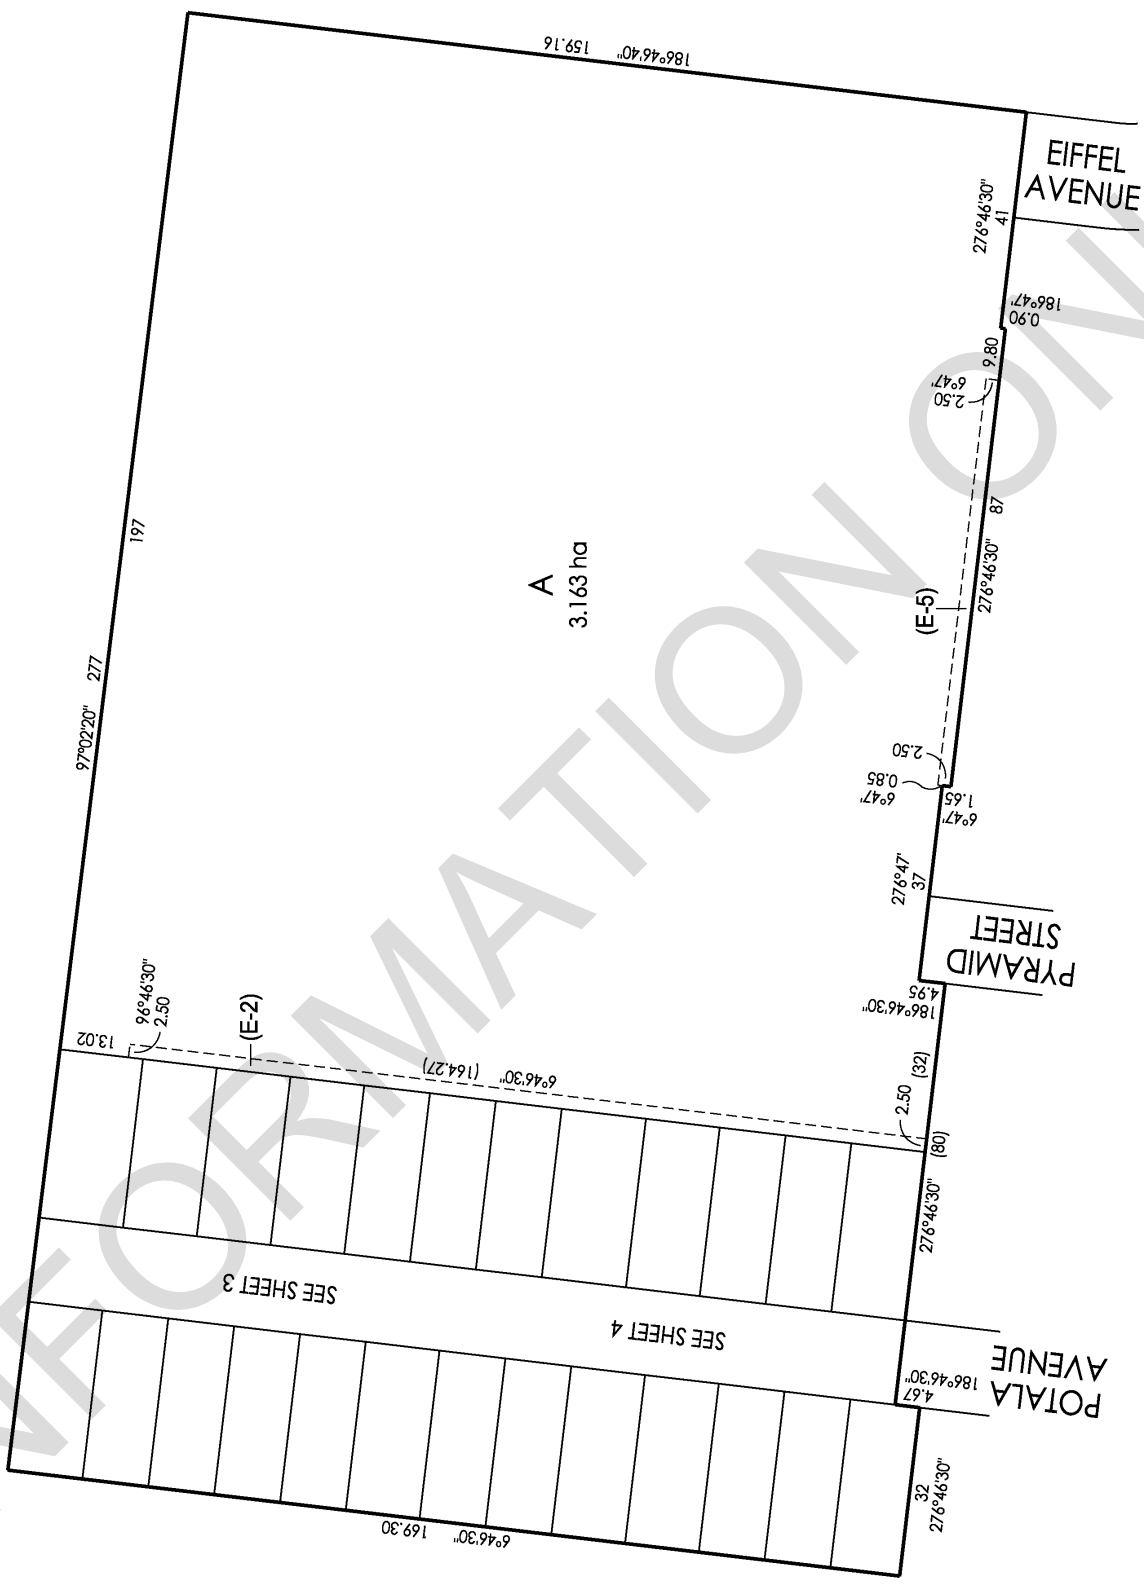 159.16 186°46'40"
EIFFEL
AVENUE
276°46'30"
41
186°47'
0.90
9.80
6°47'
2.50
197
87
276°46'30"
A
3.163 ha
(E-5)
97°02'20" 277
2.50
6°47'
0.85
1.65
6°47'
276°47'
37
PYRAMID
STREET
186°46'30"
4.95
96°46'30"
2.50
13.02
(E-2)
6°46'30" (164.27)
(32)
2.50
(80)
276°46'30"
SEE SHEET 3
SEE SHEET 4
POTALA
AVENUE
186°46'30"
4.67
32
276°46'30"
6°46'30" 169.30
INFORMATION ON